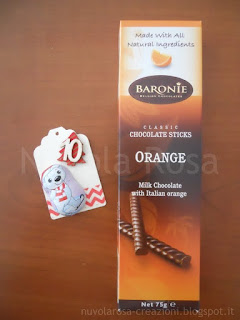 Made With All
Natural Ingredients
BARONIE
BELGIAN CHOCOLATES
CLASSIC
CHOCOLATE STICKS
ORANGE
Milk Chocolate
with Italian orange
Net 75g e
10
Nuvola Rosa
nuvolarosa-creazioni.blogspot.it